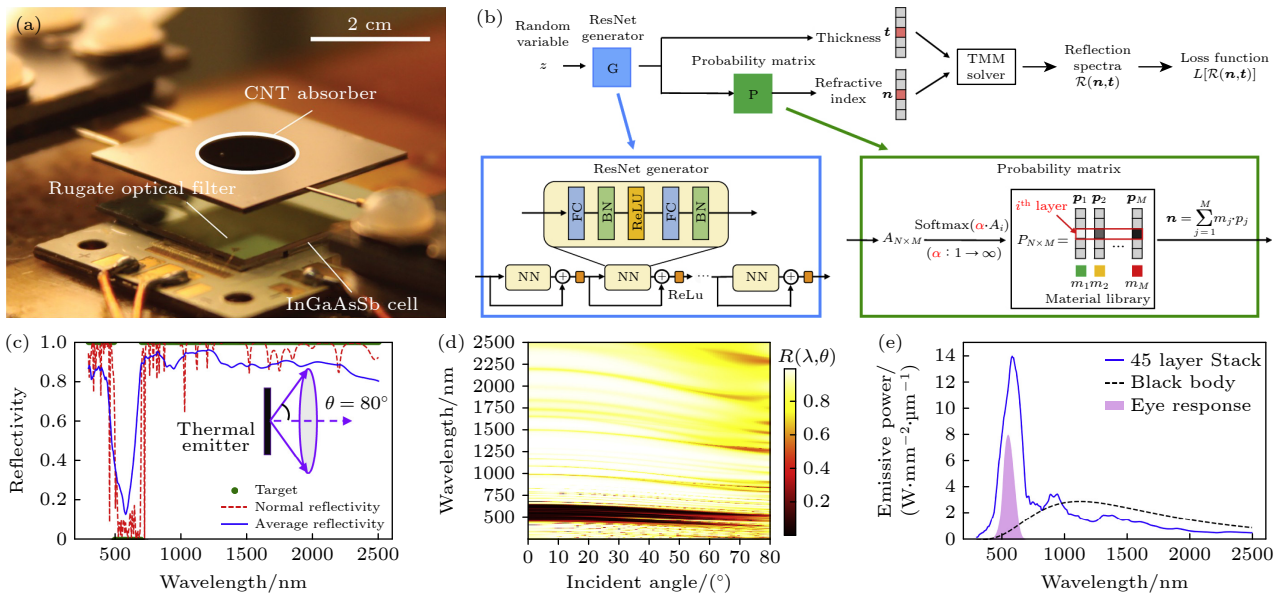 (a)
2 cm
CNT absorber
Rugate optical filter
InGaAsSb cell
(b)
Random
variable
z
ResNet
generator
G
Probability matrix
P
Thickness t
Refractive
index
n
TMM
solver
Reflection
spectra
R(n,t)
Loss function
L[R(n,t)]
ResNet generator
FC
BN
ReLU
FC
BN
NN
NN
...
NN
ReLu
Probability matrix
A_{N×M}
Softmax(α·A_i)
(α : 1→∞)
i^{th} layer
p_1 p_2 p_M
P_{N×M} =
...
m_1 m_2 m_M
Material library
n = \sum_{j=1}^{M} m_j·p_j
(c)
Reflectivity
1.0
0.8
0.6
0.4
0.2
0
500 1000 1500 2000 2500
Wavelength/nm
Thermal
emitter
θ = 80°
Target
Normal reflectivity
Average reflectivity
(d)
Wavelength/nm
2500
2250
2000
1750
1500
1250
1000
750
500
0 10 20 30 40 50 60 70 80
Incident angle/(°)
R(λ,θ)
0.8
0.6
0.4
0.2
(e)
Emissive power/
(W·mm⁻²·μm⁻¹)
14
12
10
8
6
4
2
0
500 1000 1500 2000 2500
Wavelength/nm
45 layer Stack
Black body
Eye response